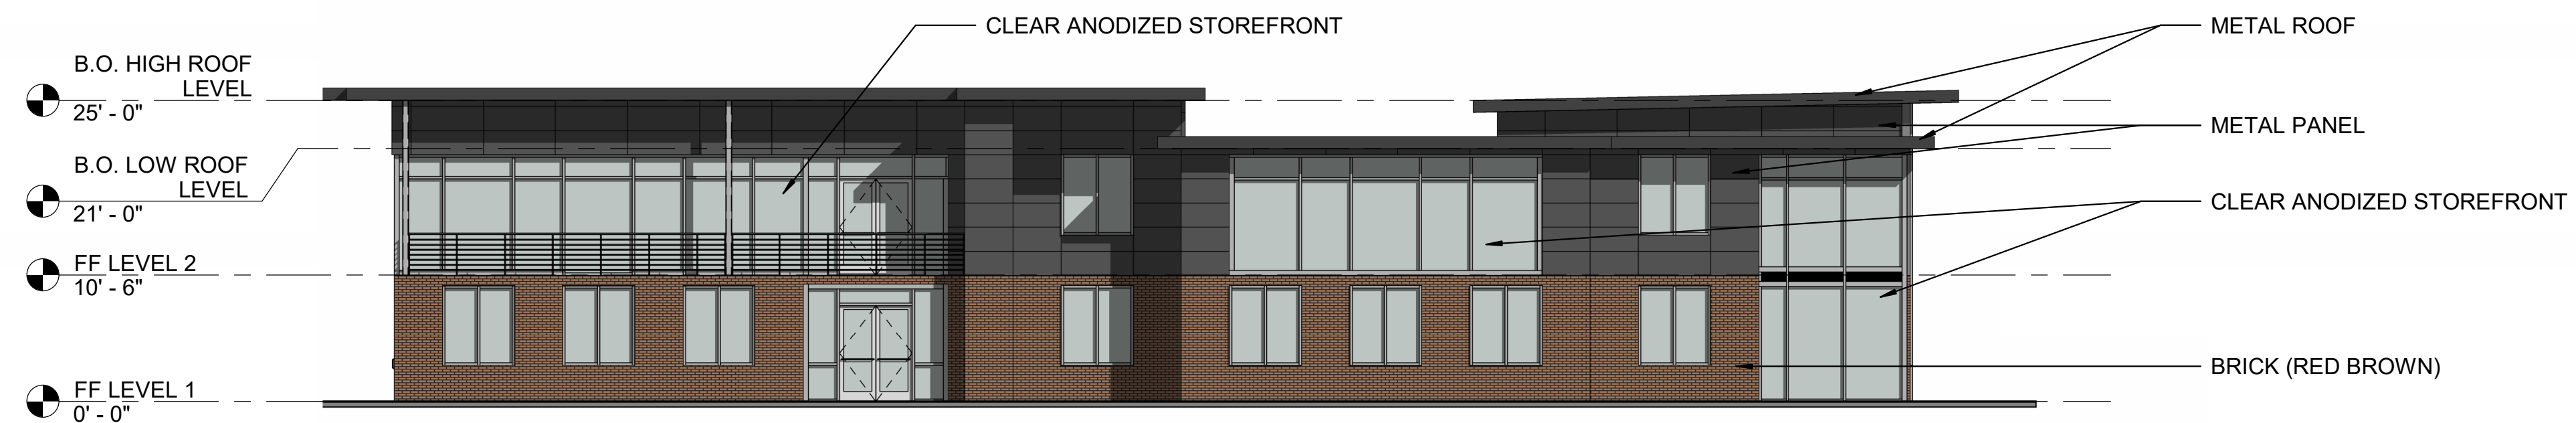 CLEAR ANODIZED STOREFRONT
METAL ROOF
B.O. HIGH ROOF
LEVEL
25' - 0"
METAL PANEL
B.O. LOW ROOF
LEVEL
21' - 0"
CLEAR ANODIZED STOREFRONT
FF LEVEL 2
10' - 6"
BRICK (RED BROWN)
FF LEVEL 1
0' - 0"